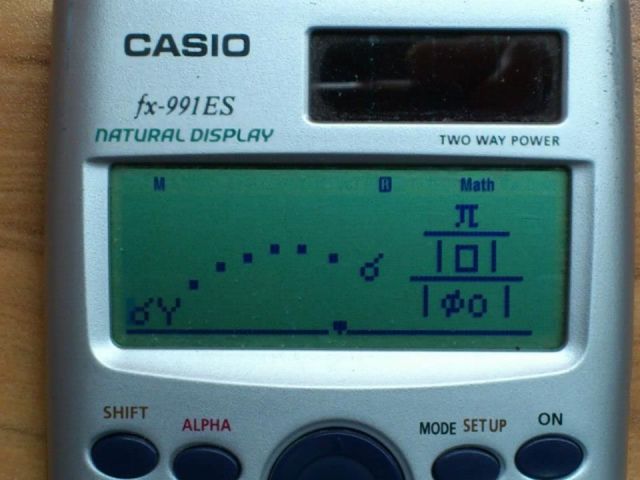 CASIO
fx-991ES
NATURAL DISPLAY
TWO WAY POWER
M R Math
π
|□|
Y
SHIFT
ALPHA
MODE SETUP
ON